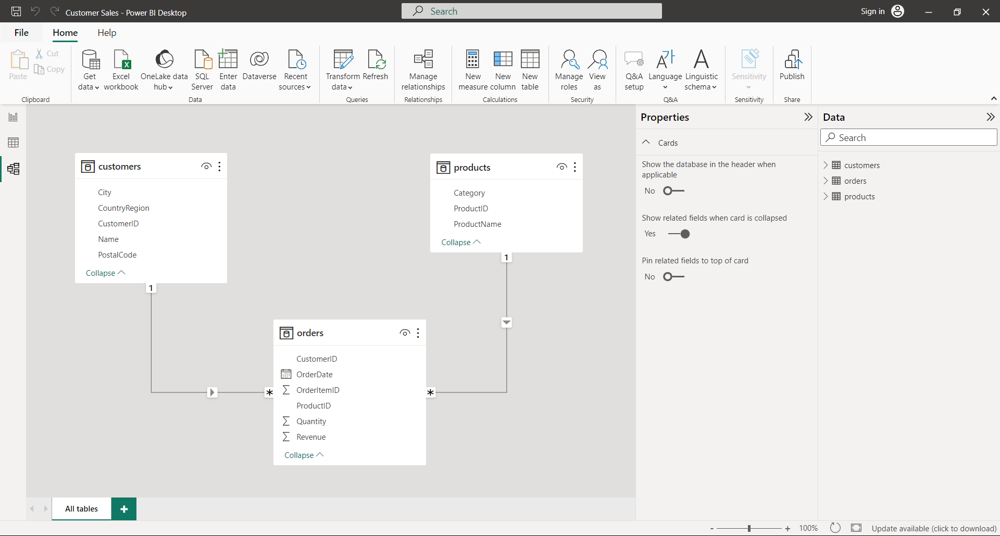 Customer Sales - Power BI Desktop
Search
Sign in
File
Home
Help
Paste
Cut
Copy
Clipboard
Get data
Excel workbook
OneLake data hub
SQL Server
Enter data
Dataverse
Recent sources
Data
Transform data
Refresh
Queries
Manage relationships
Relationships
New measure
New column
New table
Calculations
Manage roles
View as
Security
Q&A setup
Language
Linguistic schema
Q&A
Sensitivity
Sensitivity
Publish
Share
customers
City
CountryRegion
CustomerID
Name
PostalCode
Collapse
1
products
Category
ProductID
ProductName
Collapse
1
orders
CustomerID
OrderDate
OrderItemID
ProductID
Quantity
Revenue
Collapse
*
*
Properties
Cards
Show the database in the header when
applicable
No
Show related fields when card is collapsed
Yes
Pin related fields to top of card
No
Data
Search
customers
orders
products
All tables
+
- + 100%
Update available (click to download)